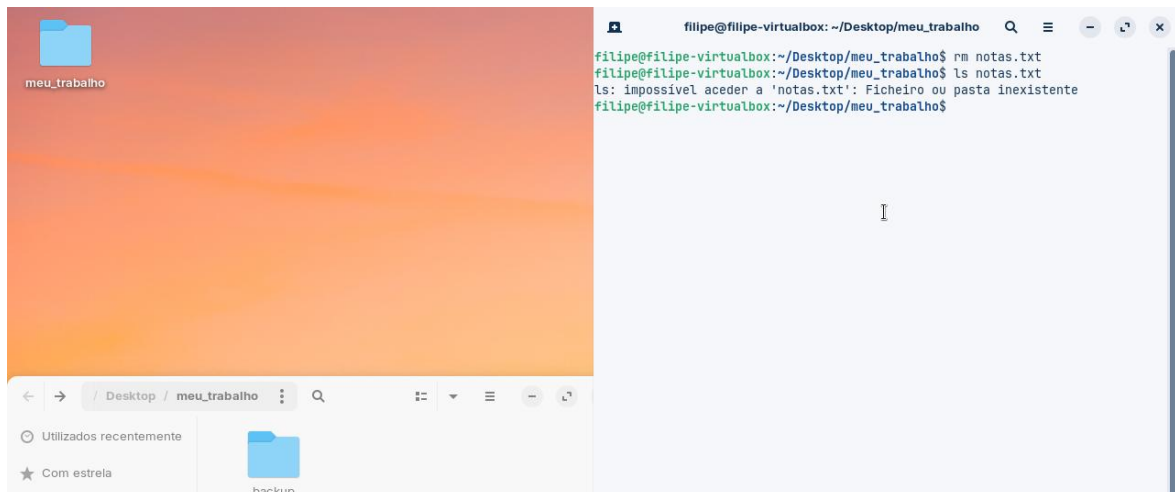 meu_trabalho
filipe@filipe-virtualbox: ~/Desktop/meu_trabalho
filipe@filipe-virtualbox:~/Desktop/meu_trabalho$ rm notas.txt
filipe@filipe-virtualbox:~/Desktop/meu_trabalho$ ls notas.txt
ls: impossível aceder a 'notas.txt': Ficheiro ou pasta inexistente
filipe@filipe-virtualbox:~/Desktop/meu_trabalho$
/ Desktop / meu_trabalho
Utilizados recentemente
Com estrela
backup